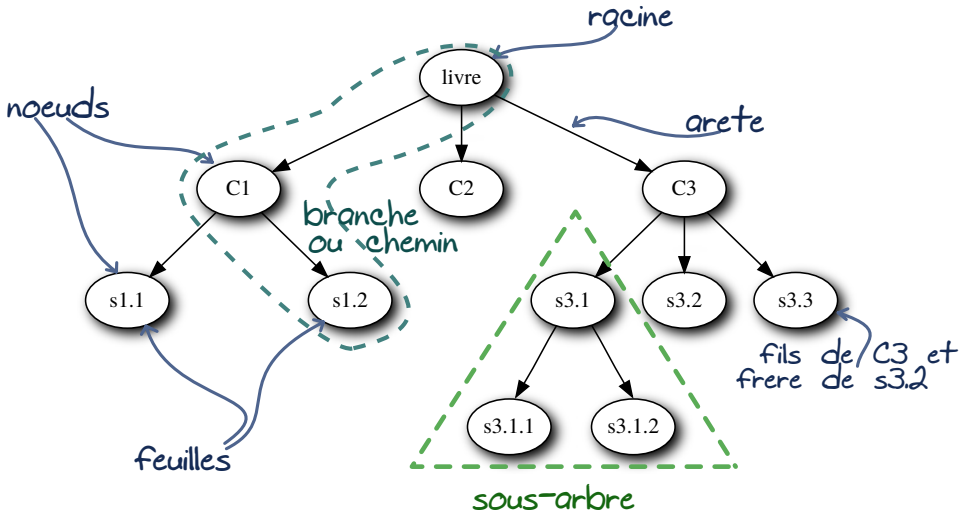 racine
livre
noeuds
arete
C1
C2
C3
branche
ou chemin
s1.1
s1.2
s3.1
s3.2
s3.3
fils de C3 et
frere de s3.2
s3.1.1
s3.1.2
feuilles
sous-arbre